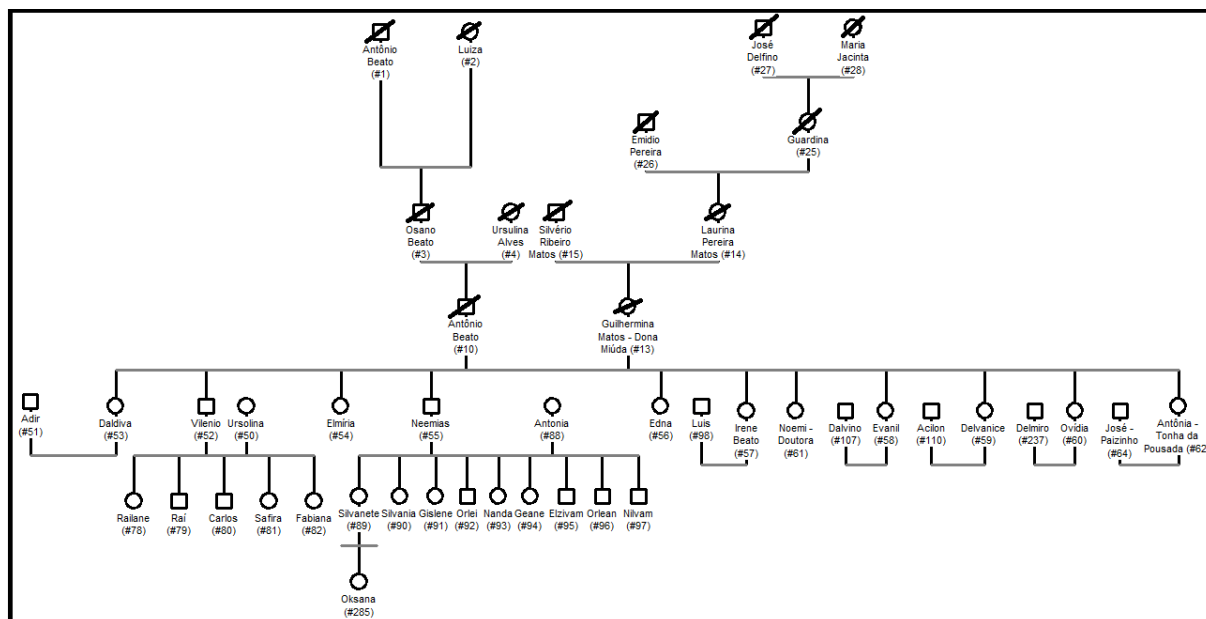 Antônio
Beato
(#1)
Luiza
(#2)
José
Delfino
(#27)
Maria
Jacinta
(#28)
Emidio
Pereira
(#26)
Guardina
(#25)
Osano
Beato
(#3)
Ursulina
Alves
(#4)
Silvério
Ribeiro
Matos (#15)
Laurina
Pereira
Matos (#14)
Antônio
Beato
(#10)
Guilhermina
Matos - Dona
Miúda (#13)
Adir
(#51)
Daldiva
(#53)
Vilenio
(#52)
Ursolina
(#50)
Elmíria
(#54)
Neemias
(#55)
Antonia
(#88)
Edna
(#56)
Luis
(#98)
Irene
Beato
(#57)
Noemi -
Doutora
(#61)
Dalvino
(#107)
Evanil
(#58)
Acilon
(#110)
Delvanice
(#59)
Delmiro
(#237)
Ovídia
(#60)
José -
Paizinho
(#64)
Antônia -
Tonha da
Pousada (#62
Railane
(#78)
Raí
(#79)
Carlos
(#80)
Safira
(#81)
Fabiana
(#82)
Silvanete
(#89)
Silvania
(#90)
Gislene
(#91)
Orlei
(#92)
Nanda
(#93)
Geane
(#94)
Elzivam
(#95)
Orlean
(#96)
Nilvam
(#97)
Oksana
(#285)